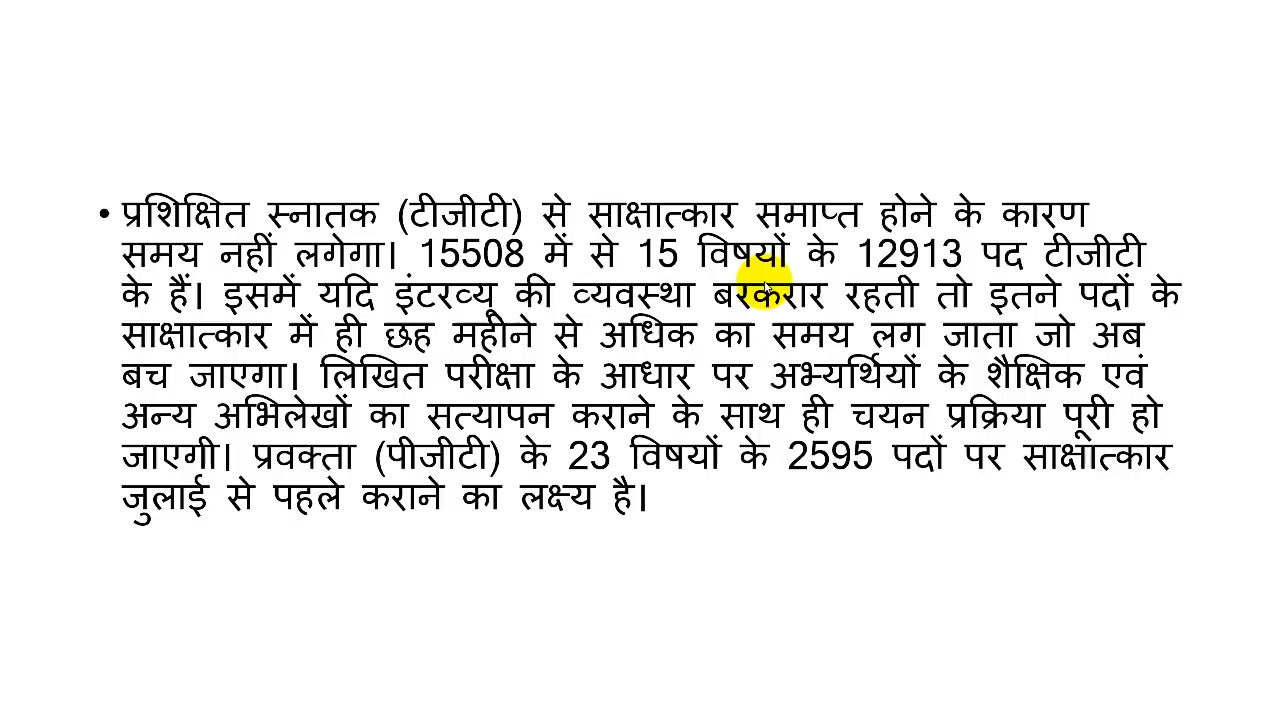 • प्रशिक्षित स्नातक (टीजीटी) से साक्षात्कार समाप्त होने के कारण
समय नहीं लगेगा। 15508 में से 15 विषयों के 12913 पद टीजीटी
के हैं। इसमें यदि इंटरव्यू की व्यवस्था बरकरार रहती तो इतने पदों के
साक्षात्कार में ही छह महीने से अधिक का समय लग जाता जो अब
बच जाएगा। लिखित परीक्षा के आधार पर अभ्यर्थियों के शैक्षिक एवं
अन्य अभिलेखों का सत्यापन कराने के साथ ही चयन प्रक्रिया पूरी हो
जाएगी। प्रवक्ता (पीजीटी) के 23 विषयों के 2595 पदों पर साक्षात्कार
जुलाई से पहले कराने का लक्ष्य है।